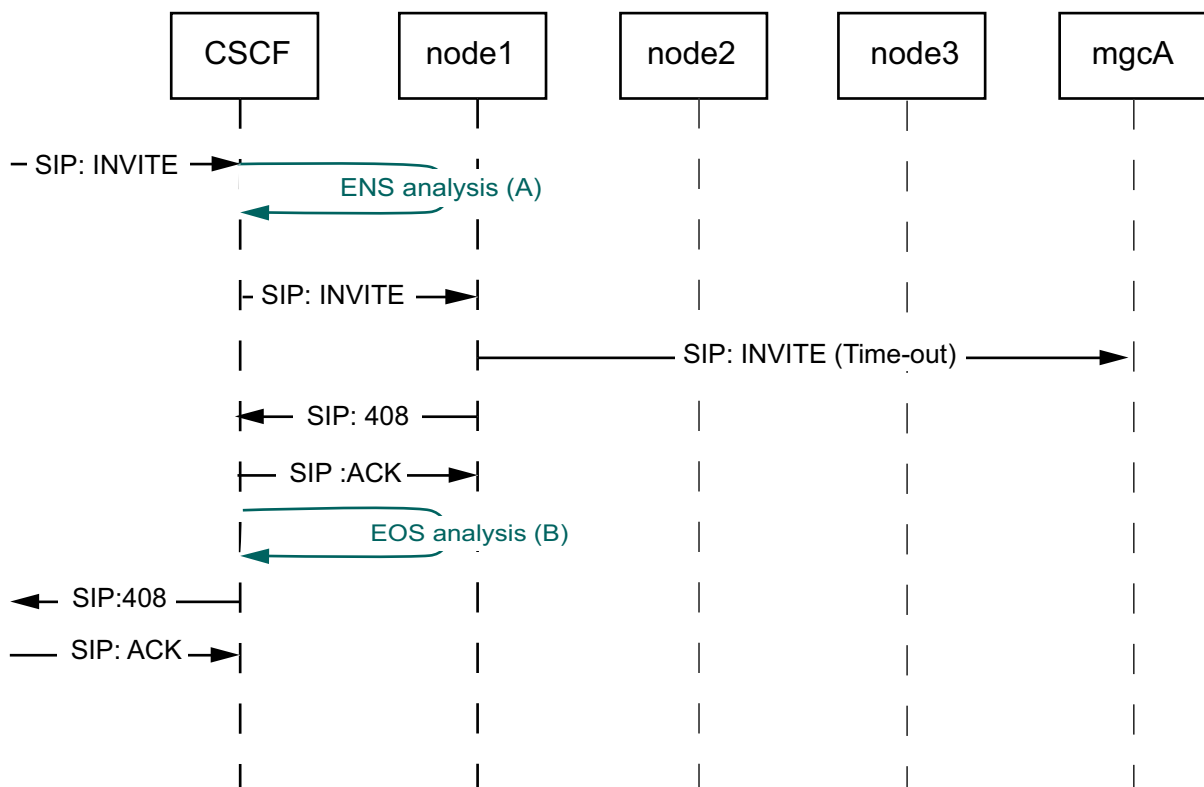 CSCF
node1
node2
node3
mgcA
SIP: INVITE
ENS analysis (A)
SIP: INVITE
SIP: INVITE (Time-out)
SIP: 408
SIP :ACK
EOS analysis (B)
SIP:408
SIP: ACK